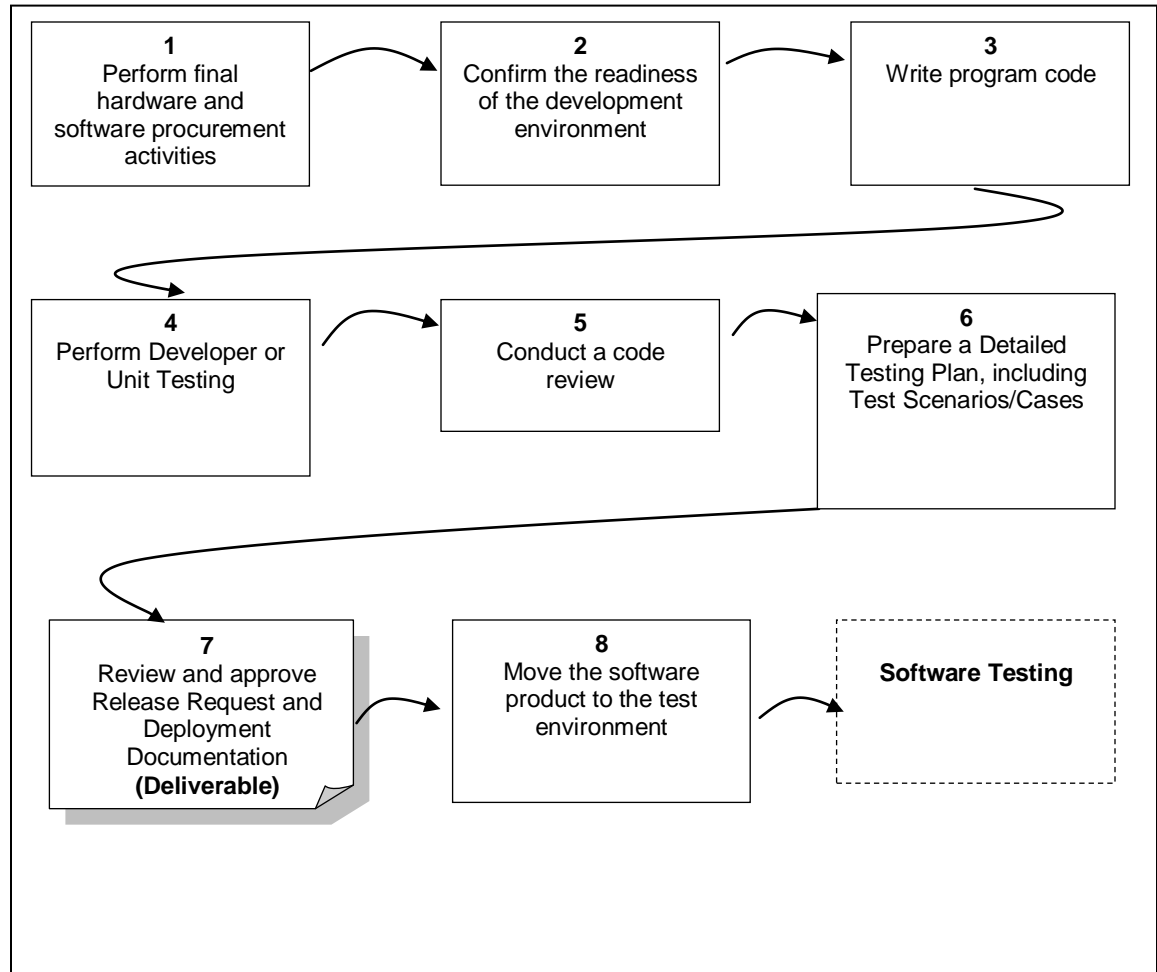 1
Perform final
hardware and
software procurement
activities
2
Confirm the readiness
of the development
environment
3
Write program code
4
Perform Developer or
Unit Testing
5
Conduct a code
review
6
Prepare a Detailed
Testing Plan, including
Test Scenarios/Cases
7
Review and approve
Release Request and
Deployment
Documentation
(Deliverable)
8
Move the software
product to the test
environment
Software Testing